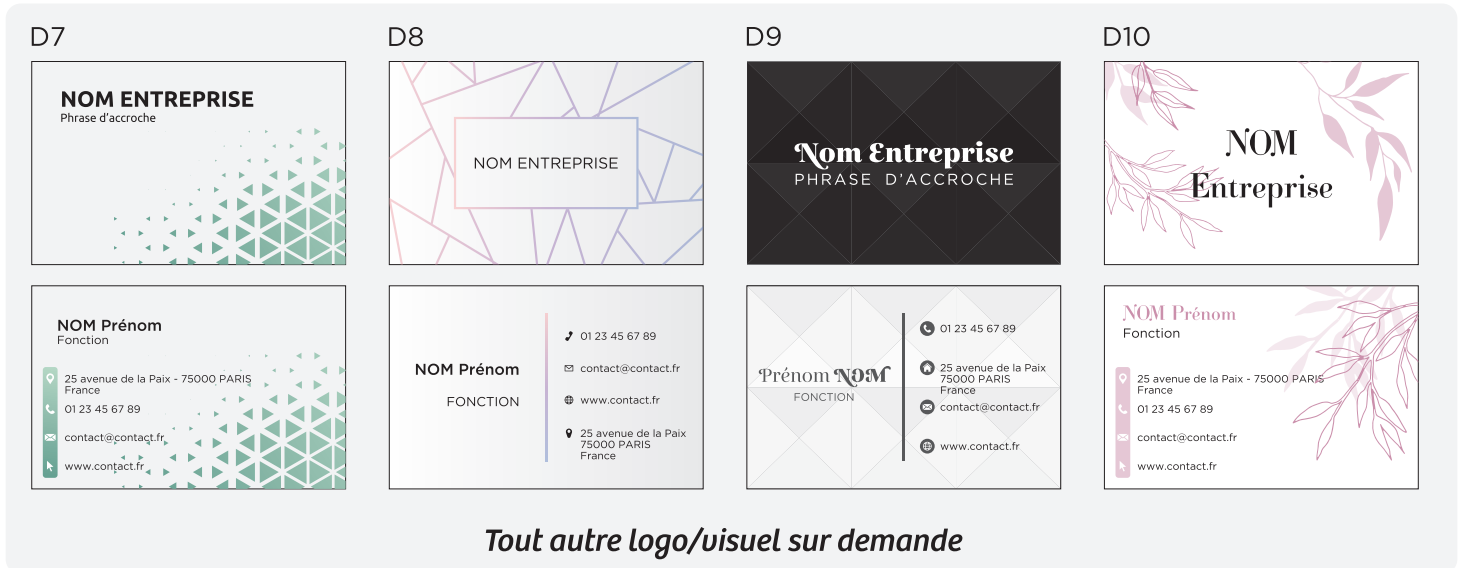 D7
NOM ENTREPRISE
Phrase d'accroche
NOM Prénom
Fonction
25 avenue de la Paix - 75000 PARIS
France
01 23 45 67 89
contact@contact.fr
www.contact.fr
D8
NOM ENTREPRISE
NOM Prénom
FONCTION
01 23 45 67 89
contact@contact.fr
www.contact.fr
25 avenue de la Paix
75000 PARIS
France
D9
Nom Entreprise
PHRASE D'ACCROCHE
Prénom NOM
FONCTION
01 23 45 67 89
25 avenue de la Paix
75000 PARIS
France
contact@contact.fr
www.contact.fr
D10
NOM
Entreprise
NOM Prénom
Fonction
25 avenue de la Paix - 75000 PARIS
France
01 23 45 67 89
contact@contact.fr
www.contact.fr
Tout autre logo/visuel sur demande